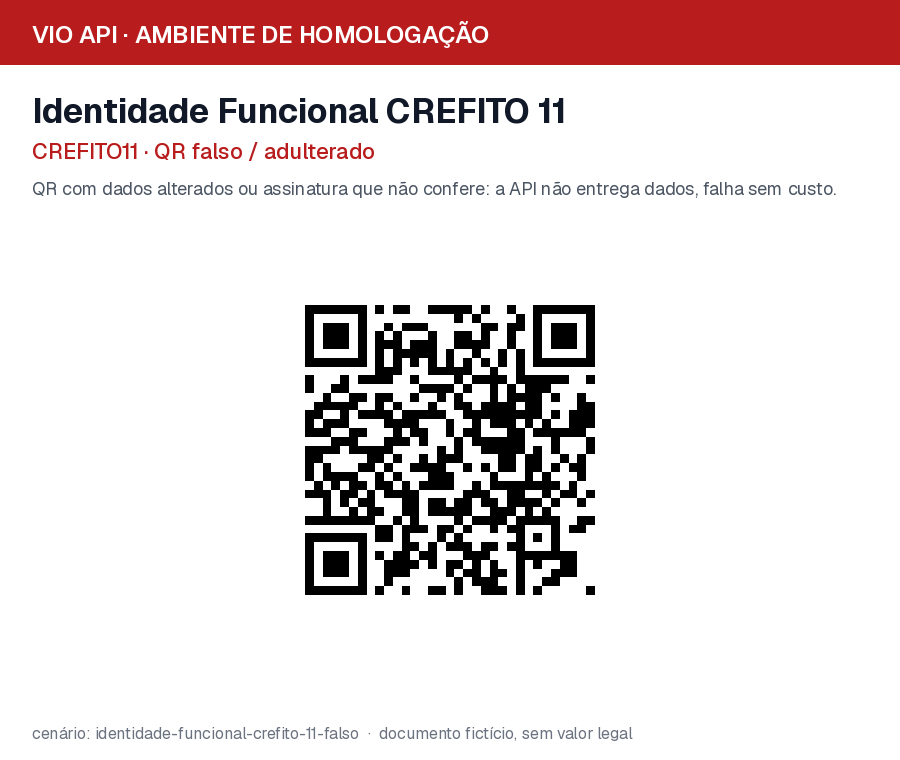 VIO API · AMBIENTE DE HOMOLOGAÇÃO
Identidade Funcional CREFITO 11
CREFITO11 · QR falso / adulterado
QR com dados alterados ou assinatura que não confere: a API não entrega dados, falha sem custo.
cenário: identidade-funcional-crefito-11-falso · documento fictício, sem valor legal